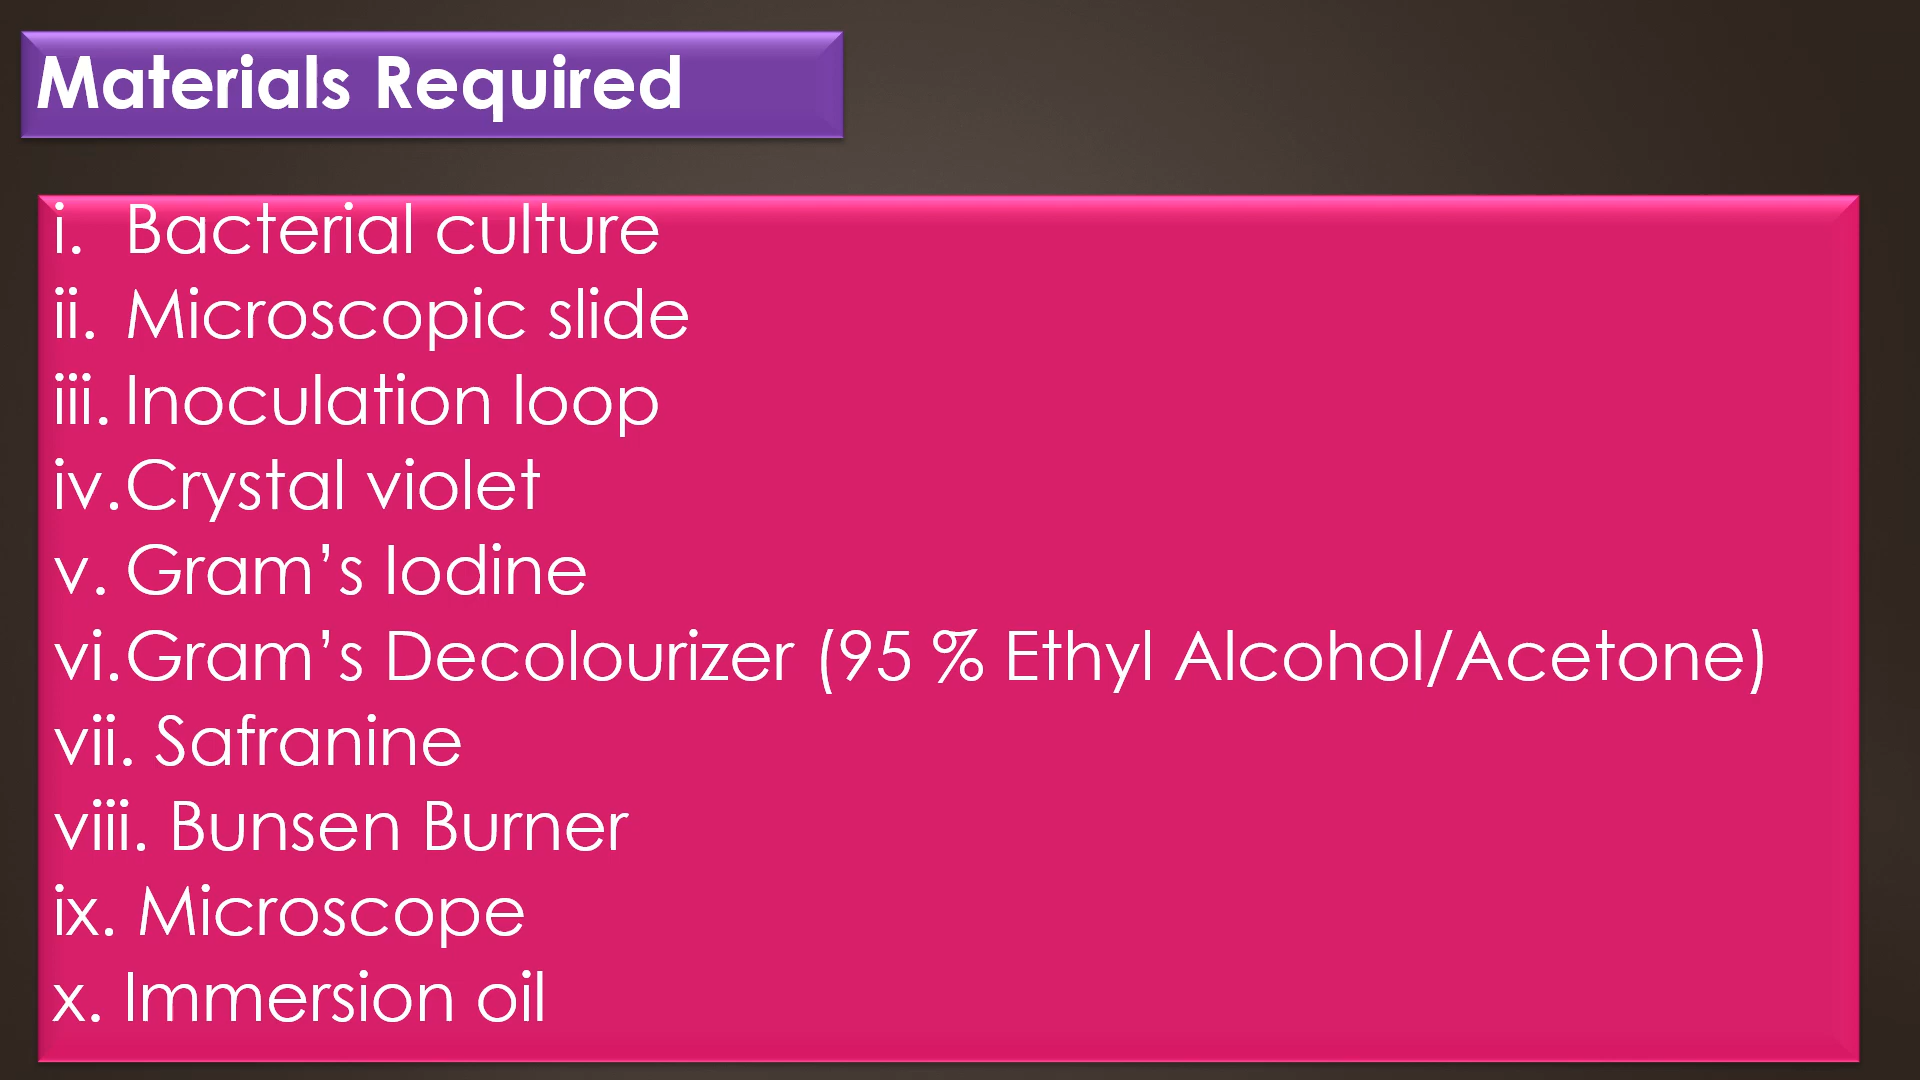 Materials Required
i. Bacterial culture
ii. Microscopic slide
iii. Inoculation loop
iv. Crystal violet
v. Gram’s Iodine
vi. Gram’s Decolourizer (95 % Ethyl Alcohol/Acetone)
vii. Safranine
viii. Bunsen Burner
ix. Microscope
x. Immersion oil